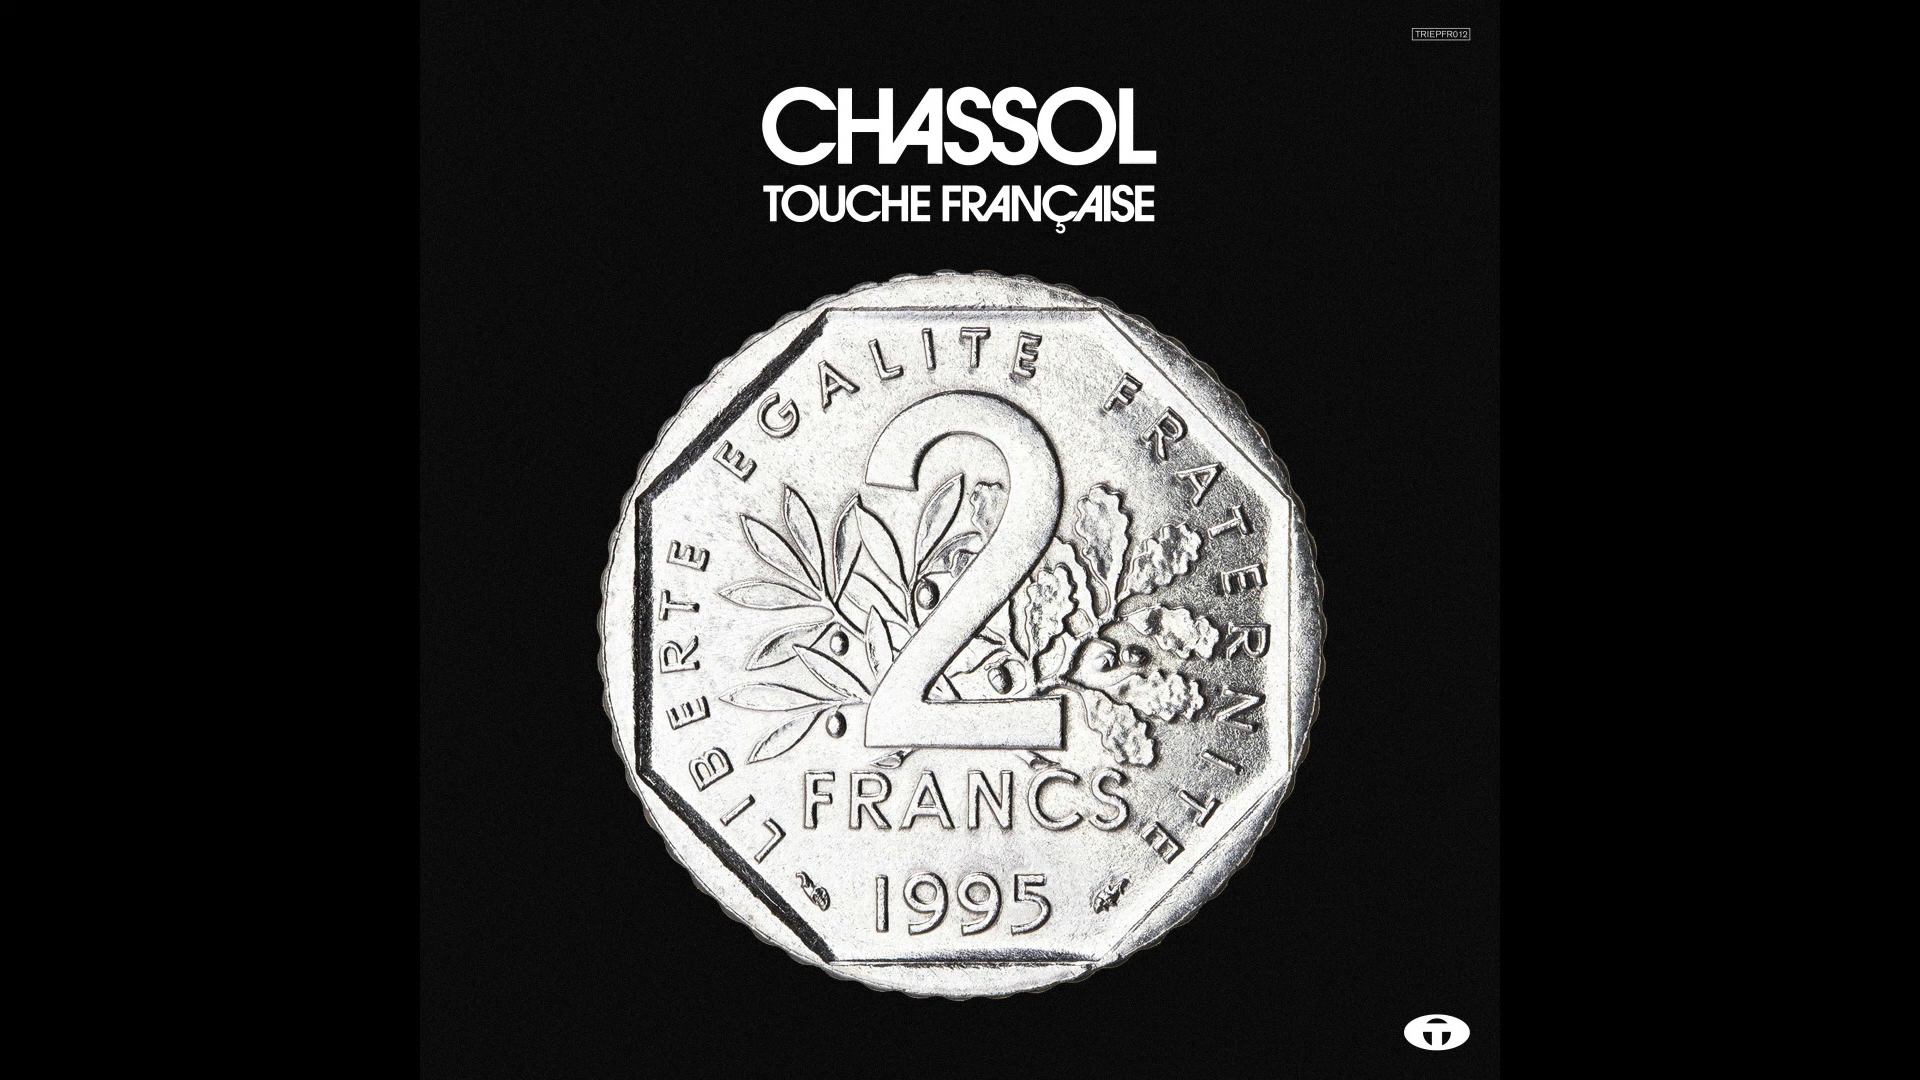 TRIEPFR012
CHASSOL
TOUCHE FRANÇAISE
LIBERTE EGALITE FRATERNITE
2
FRANCS
1995